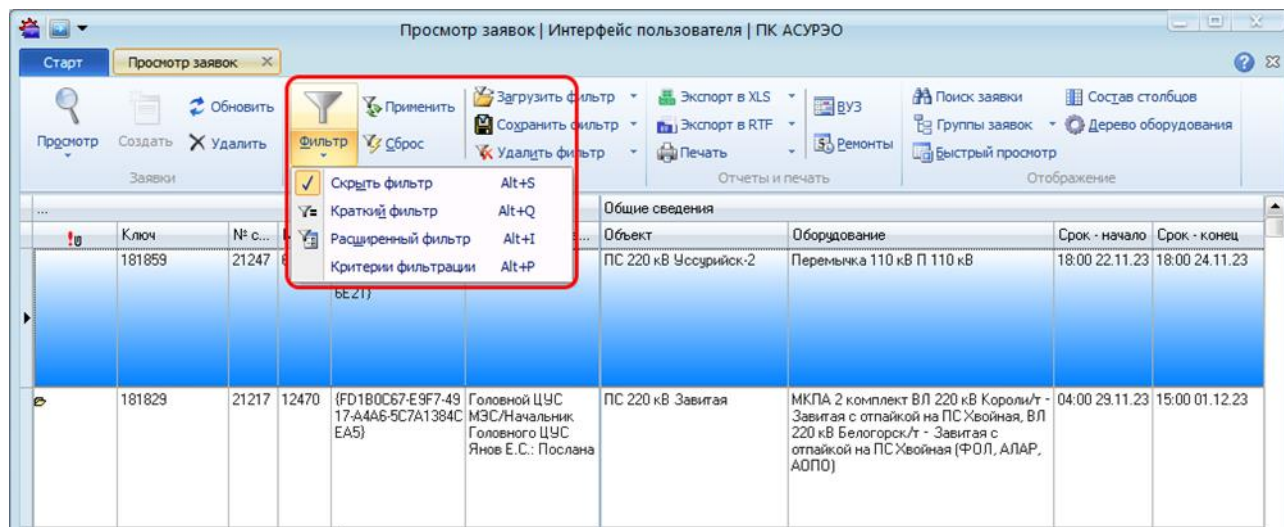 Просмотр заявок | Интерфейс пользователя | ПК АСУРЭО
Старт
Просмотр заявок
Просмотр
Создать
Обновить
Удалить
Заявки
Фильтр
Применить
Сброс
Загрузить фильтр
Сохранить фильтр
Удалить фильтр
Экспорт в XLS
Экспорт в RTF
Печать
ВУЗ
Ремонты
Отчеты и печать
Поиск заявки
Группы заявок
Быстрый просмотр
Состав столбцов
Дерево оборудования
Отображение
Скрыть фильтр Alt+S
Краткий фильтр Alt+Q
Расширенный фильтр Alt+I
Критерии фильтрации Alt+P
...
Общие сведения
Ключ
№ с...
Объект
Оборудование
Срок - начало
Срок - конец
181859
21247
6E21}
ПС 220 кВ Уссурийск-2
Перемычка 110 кВ П 110 кВ
18:00 22.11.23
18:00 24.11.23
181829
21217
12470
{FD1B0C67-E9F7-49
17-A4A6-5C7A1384C
EA5}
Головной ЦУС
МЭС/Начальник
Головного ЦУС
Янов Е.С.: Послана
ПС 220 кВ Завитая
МКПА 2 комплект ВЛ 220 кВ Короли/т -
Завитая с отпайкой на ПС Хвойная, ВЛ
220 кВ Белогорск/т - Завитая с
отпайкой на ПС Хвойная (ФОЛ, АЛАР,
АОПО)
04:00 29.11.23
15:00 01.12.23